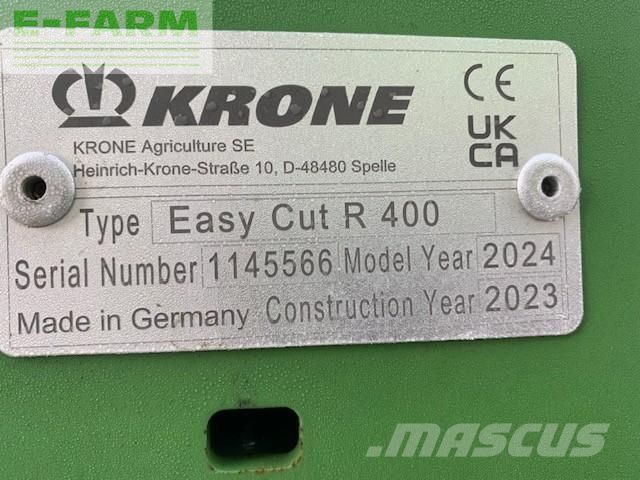 E-FARM
KRONE
CE
KRONE Agriculture SE
Heinrich-Krone-Straße 10, D-48480 Spelle
UK
CA
Type Easy Cut R 400
Serial Number 1145566 Model Year 2024
Made in Germany Construction Year 2023
MASCUS